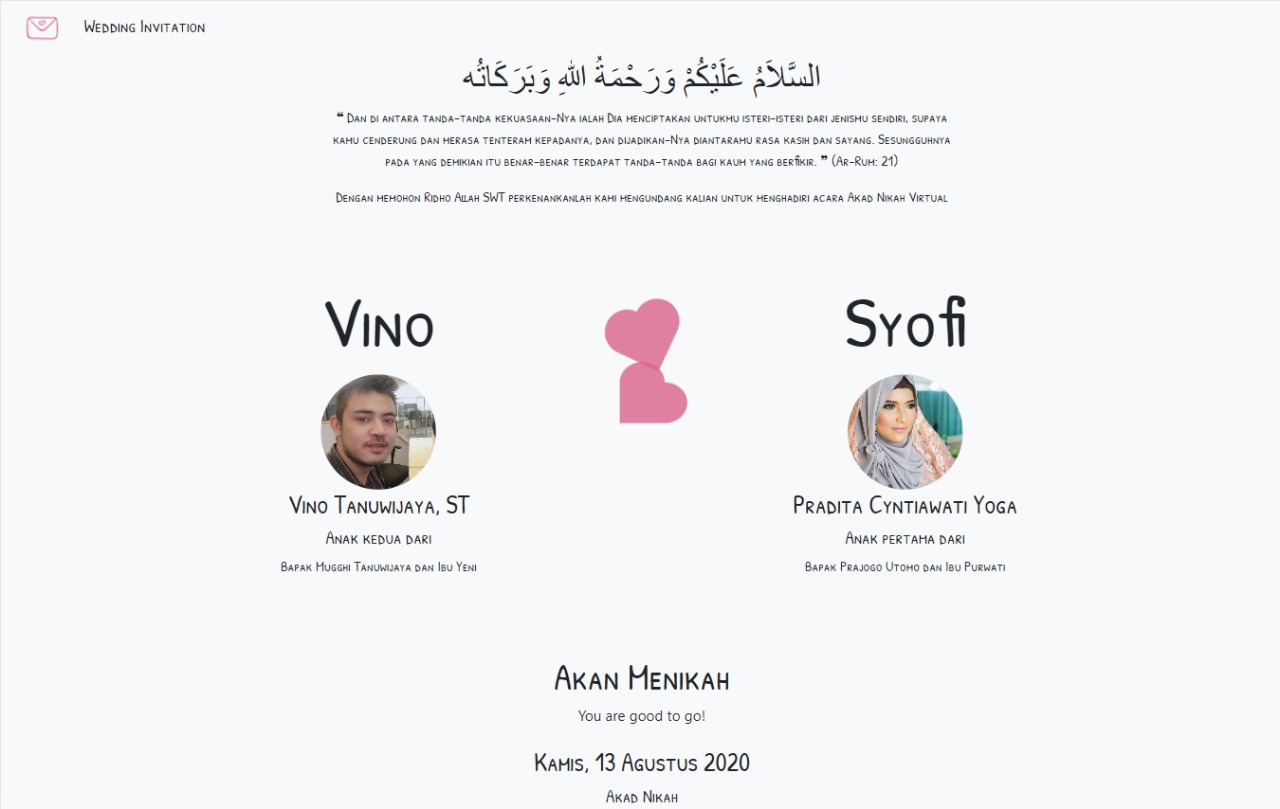 Wedding Invitation
السَّلاَمُ عَلَيْكُمْ وَرَحْمَةُ اللهِ وَبَرَكَاتُه
❝ Dan di antara tanda-tanda kekuasaan-Nya ialah Dia menciptakan untukmu isteri-isteri dari jenismu sendiri, supaya
kamu cenderung dan merasa tenteram kepadanya, dan dijadikan-Nya diantaramu rasa kasih dan sayang. Sesungguhnya
pada yang demikian itu benar-benar terdapat tanda-tanda bagi kaum yang berfikir. ❞ (Ar-Rum: 21)
Dengan memohon Ridho Allah SWT perkenankanlah kami mengundang kalian untuk menghadiri acara Akad Nikah Virtual
Vino
Vino Tanuwijaya, ST
Anak kedua dari
Bapak Mugghi Tanuwijaya dan Ibu Yeni
Syofi
Pradita Cyntiawati Yoga
Anak pertama dari
Bapak Prajogo Utomo dan Ibu Purwati
Akan Menikah
You are good to go!
Kamis, 13 Agustus 2020
Akad Nikah